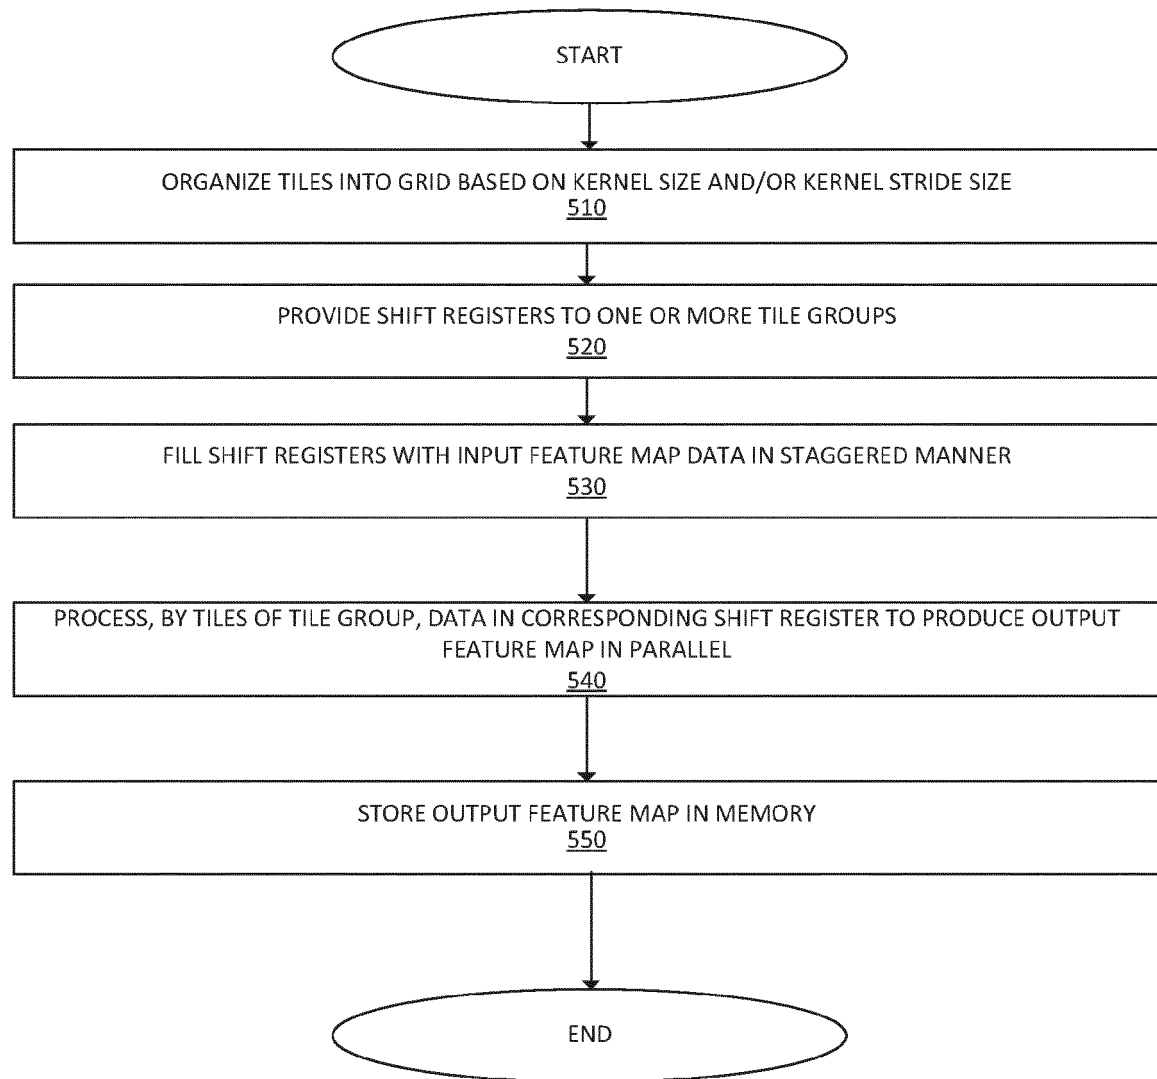 START
ORGANIZE TILES INTO GRID BASED ON KERNEL SIZE AND/OR KERNEL STRIDE SIZE
510
PROVIDE SHIFT REGISTERS TO ONE OR MORE TILE GROUPS
520
FILL SHIFT REGISTERS WITH INPUT FEATURE MAP DATA IN STAGGERED MANNER
530
PROCESS, BY TILES OF TILE GROUP, DATA IN CORRESPONDING SHIFT REGISTER TO PRODUCE OUTPUT
FEATURE MAP IN PARALLEL
540
STORE OUTPUT FEATURE MAP IN MEMORY
550
END